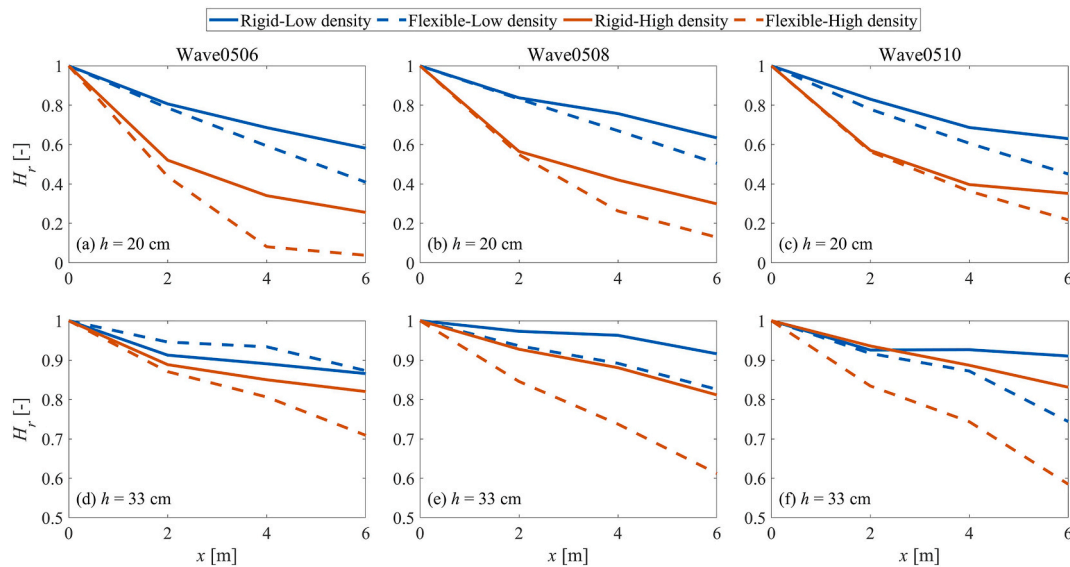 Rigid-Low density Flexible-Low density Rigid-High density Flexible-High density
Wave0506 Wave0508 Wave0510
1 1 1
0.8 0.8 0.8
0.6 0.6 0.6
0.4 0.4 0.4
0.2 0.2 0.2
0 0 0
H_r [-]
(a) h = 20 cm (b) h = 20 cm (c) h = 20 cm
0 2 4 6 0 2 4 6 0 2 4 6
1 1 1
0.9 0.9 0.9
0.8 0.8 0.8
0.7 0.7 0.7
0.6 0.6 0.6
0.5 0.5 0.5
H_r [-]
(d) h = 33 cm (e) h = 33 cm (f) h = 33 cm
0 2 4 6 0 2 4 6 0 2 4 6
x [m] x [m] x [m]